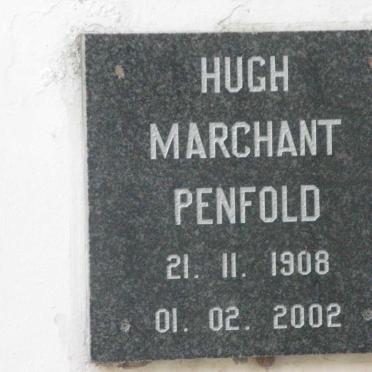 HUGH
MARCHANT
PENFOLD
21. 11. 1908
01. 02. 2002